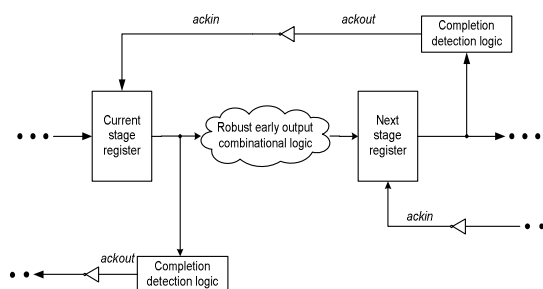 ackin
ackout
Completion
detection logic
Current
stage
register
Robust early output
combinational logic
Next
stage
register
ackin
ackout
Completion
detection logic